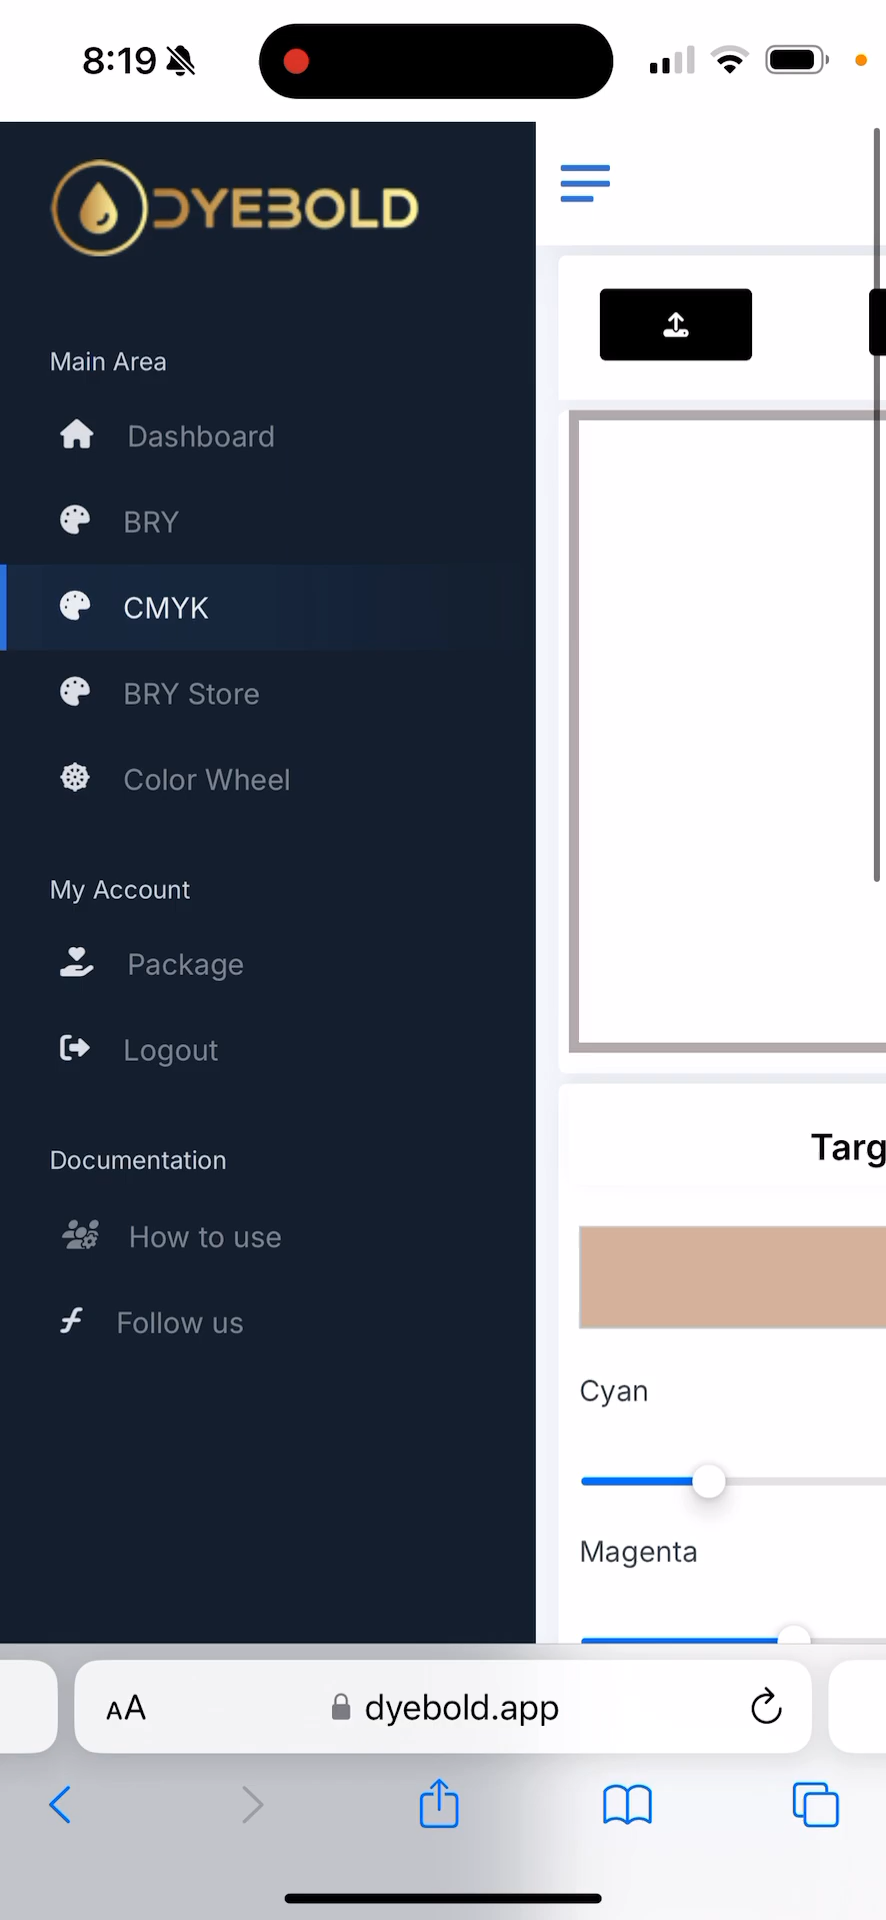 8:19
DYEBOLD
Main Area
Dashboard
BRY
CMYK
BRY Store
Color Wheel
My Account
Package
Logout
Documentation
How to use
Follow us
Targ
Cyan
Magenta
AA
dyebold.app